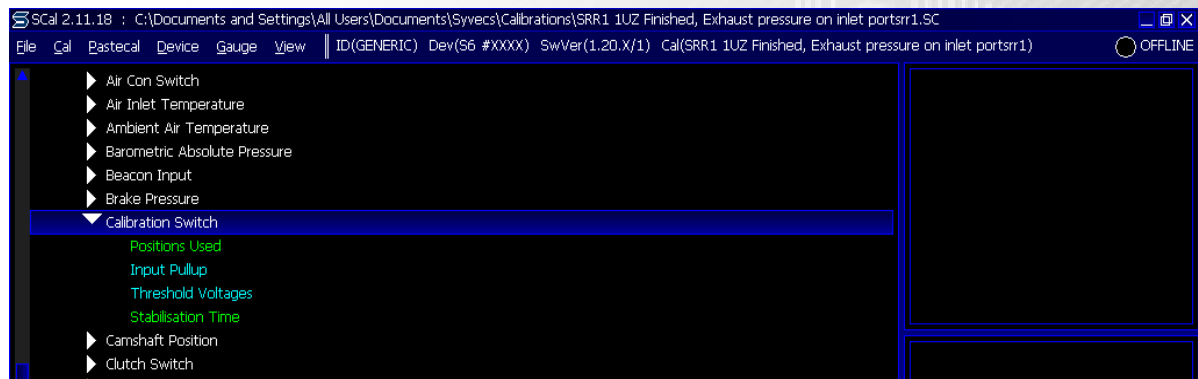 SCal 2.11.18 : C:\Documents and Settings\All Users\Documents\Syvecs\Calibrations\SRR1 1UZ Finished, Exhaust pressure on inlet portsrr1.SC
File Cal Pastecal Device Gauge View ID(GENERIC) Dev(S6 #XXXX) SwVer(1.20.X/1) Cal(SRR1 1UZ Finished, Exhaust pressure on inlet portsrr1) OFFLINE
Air Con Switch
Air Inlet Temperature
Ambient Air Temperature
Barometric Absolute Pressure
Beacon Input
Brake Pressure
Calibration Switch
Positions Used
Input Pullup
Threshold Voltages
Stabilisation Time
Camshaft Position
Clutch Switch